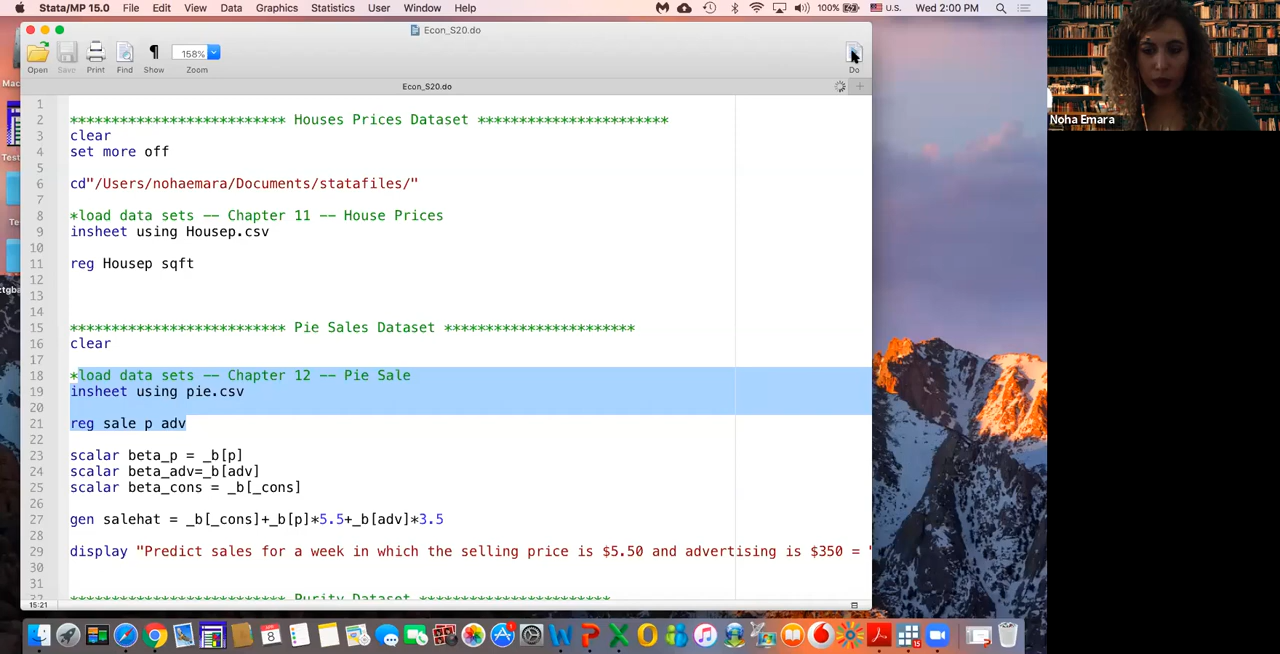 Stata/MP 15.0 File Edit View Data Graphics Statistics User Window Help 100% U.S. Wed 2:00 PM
Econ_S20.do
158%
Open Save Print Find Show Zoom Do
Econ_S20.do
1
2 ************************** Houses Prices Dataset ***********************
3 clear
4 set more off
5
6 cd"/Users/nohaemara/Documents/statafiles/"
7
8 *load data sets -- Chapter 11 -- House Prices
9 insheet using Housep.csv
10
11 reg Housep sqft
12
13
14
15 ************************** Pie Sales Dataset ***********************
16 clear
17
18 *load data sets -- Chapter 12 -- Pie Sale
19 insheet using pie.csv
20
21 reg sale p adv
22
23 scalar beta_p = _b[p]
24 scalar beta_adv=_b[adv]
25 scalar beta_cons = _b[_cons]
26
27 gen salehat = _b[_cons]+_b[p]*5.5+_b[adv]*3.5
28
29 display "Predict sales for a week in which the selling price is $5.50 and advertising is $350 = "
30
31
32 ************************** Purity Dataset ***********************
15:21
Noha Emara